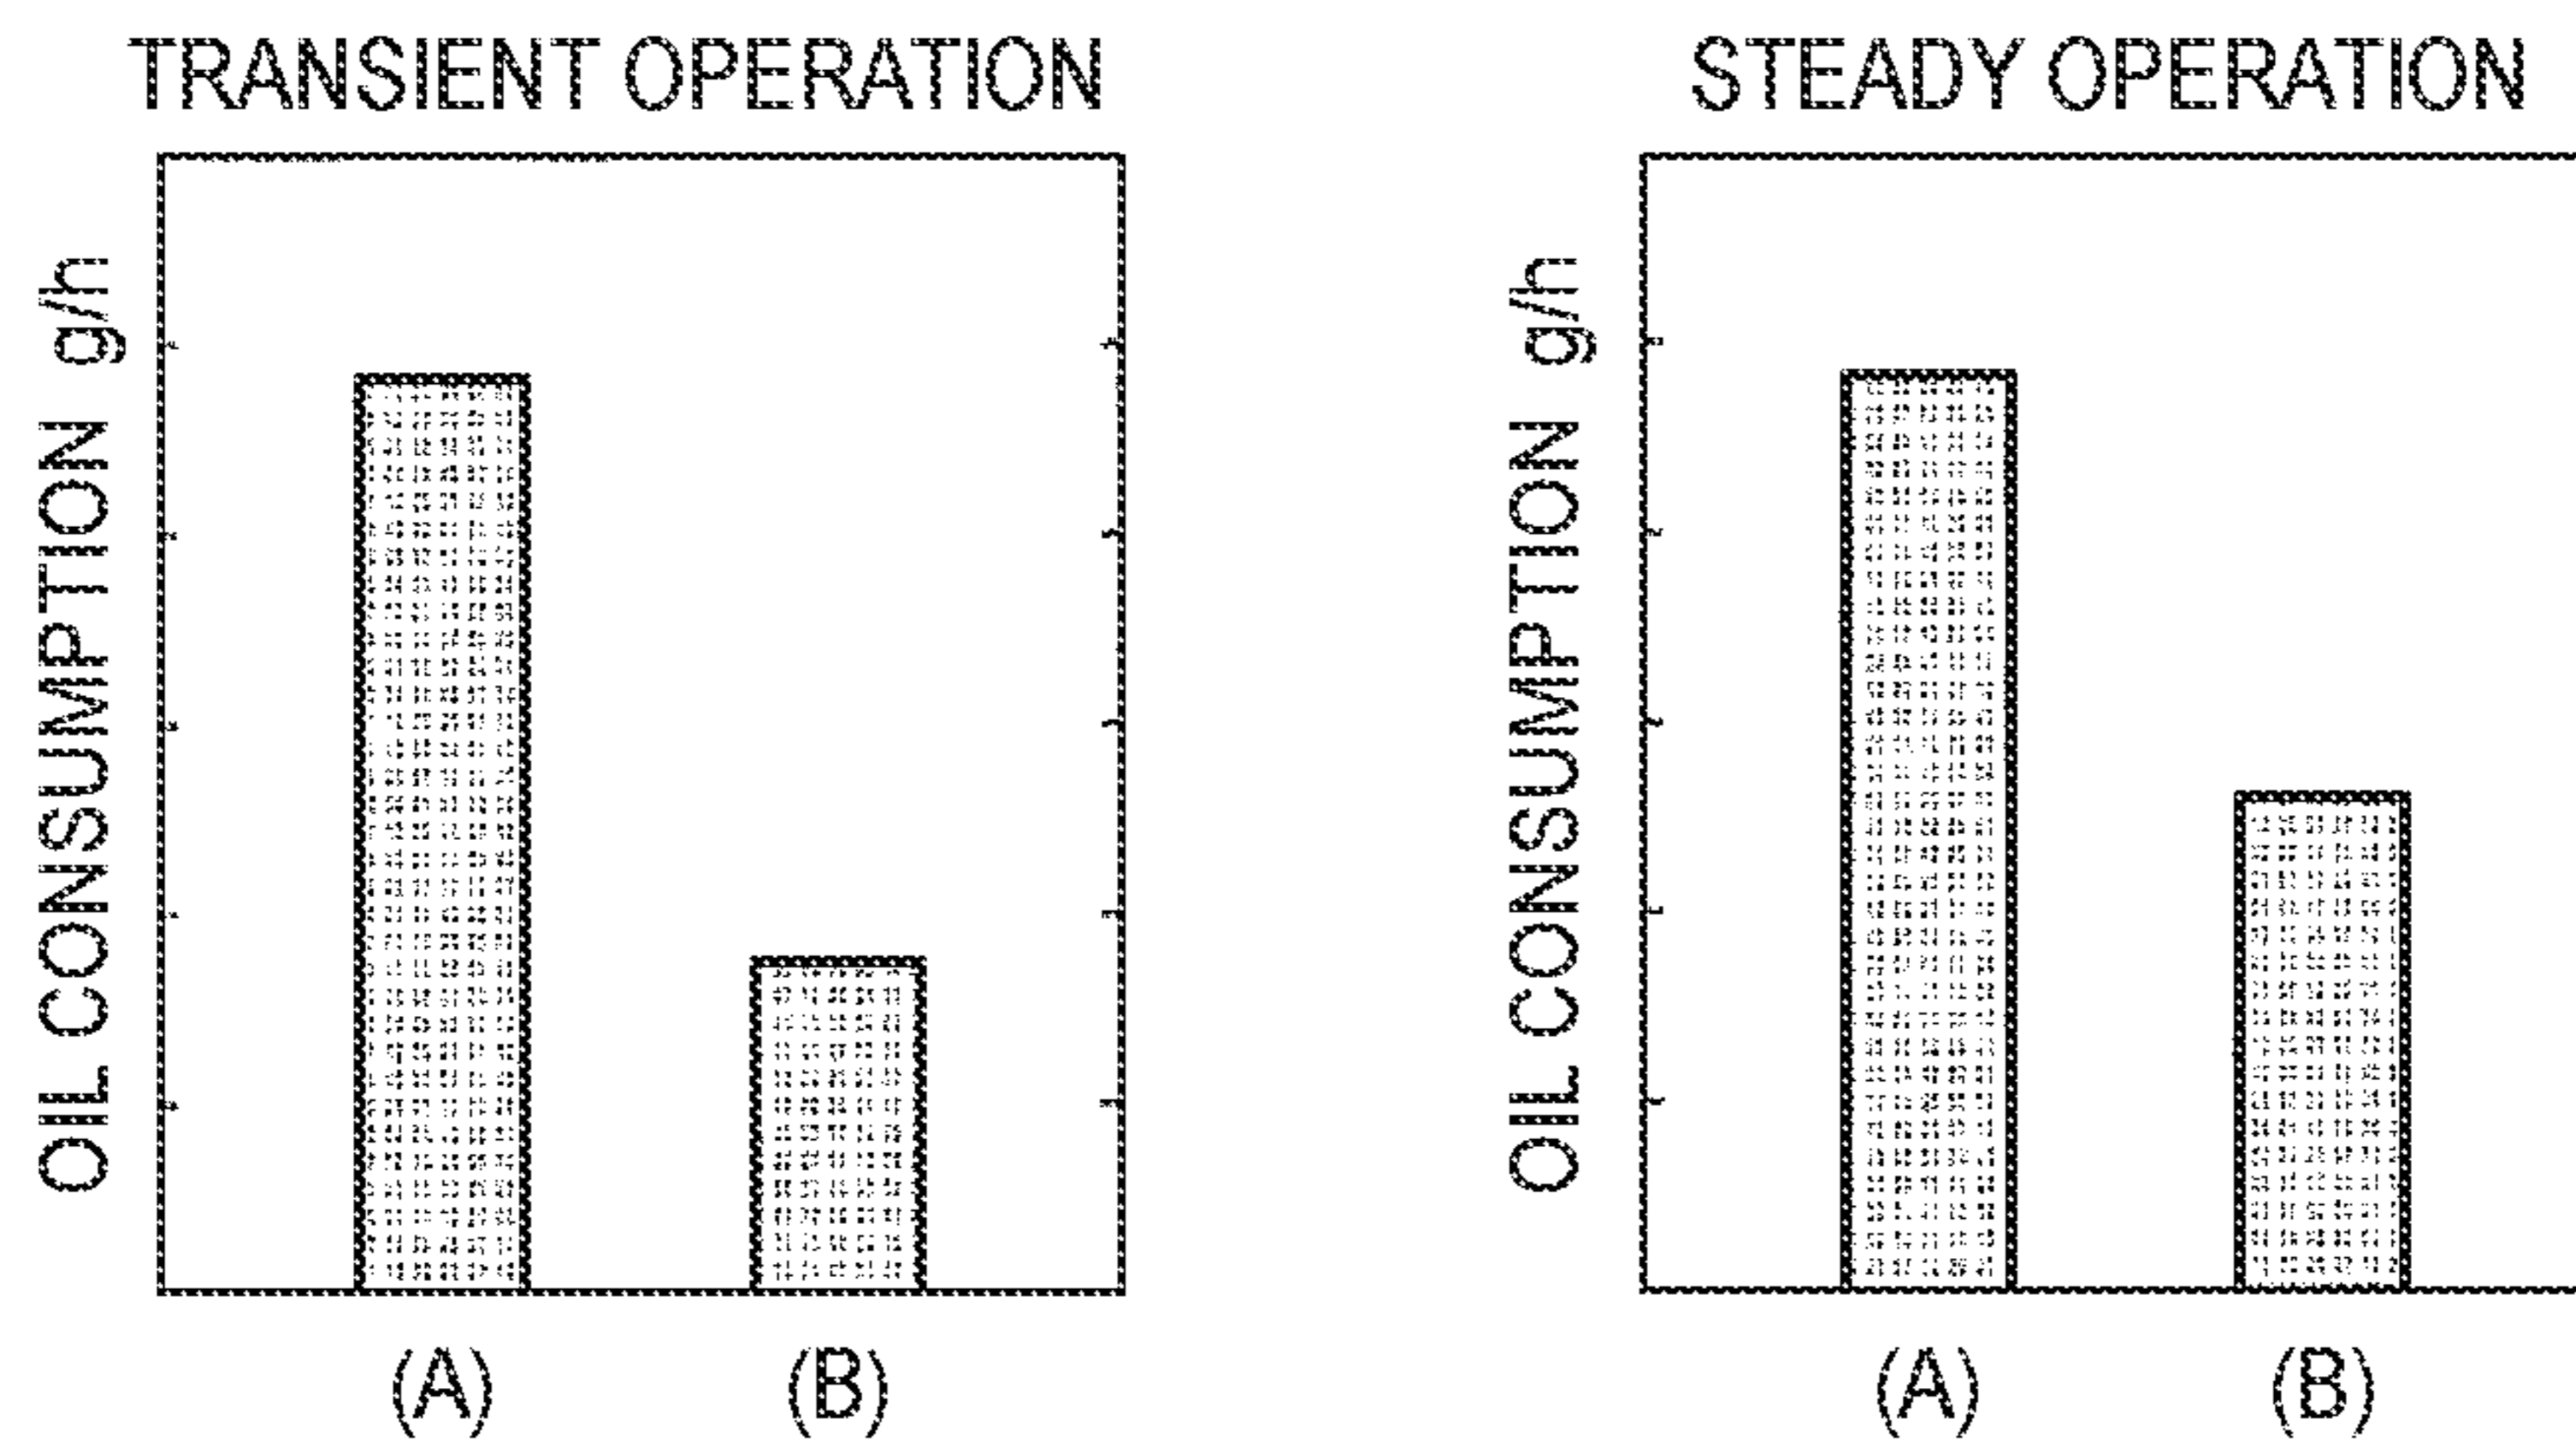 TRANSIENT OPERATION
OIL CONSUMPTION g/h
(A)
(B)
STEADY OPERATION
OIL CONSUMPTION g/h
(A)
(B)